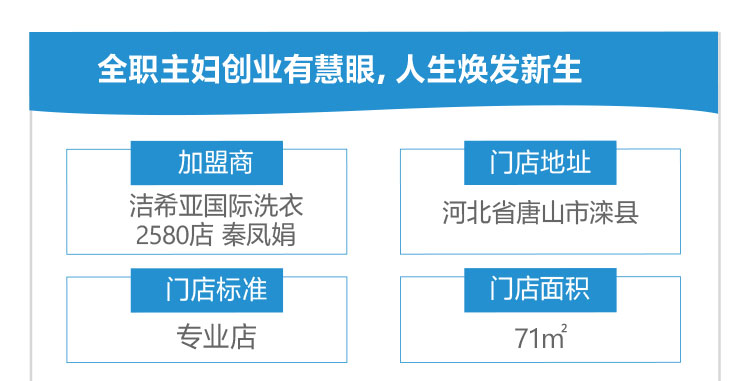 全职主妇创业有慧眼, 人生焕发新生
加盟商
洁希亚国际洗衣
2580店 秦凤娟
门店地址
河北省唐山市滦县
门店标准
专业店
门店面积
71㎡